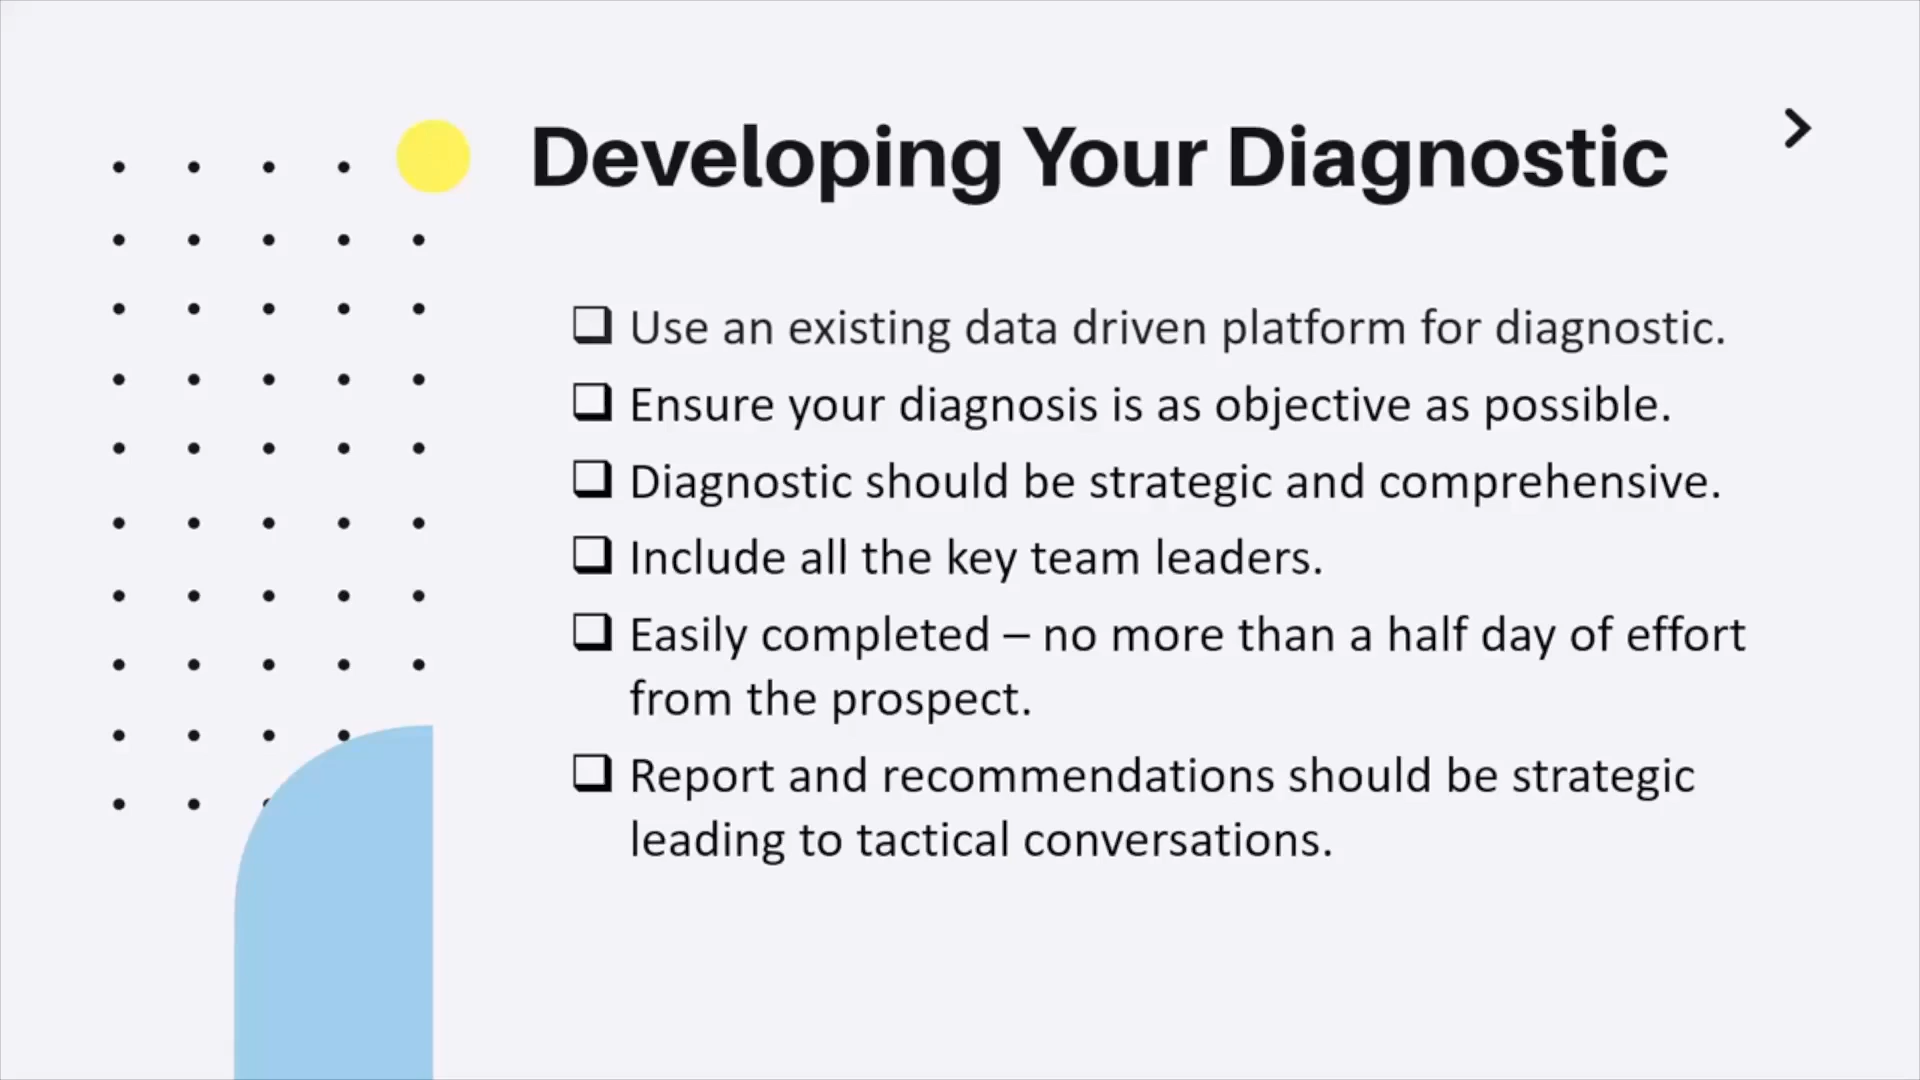 Developing Your Diagnostic
Use an existing data driven platform for diagnostic.
Ensure your diagnosis is as objective as possible.
Diagnostic should be strategic and comprehensive.
Include all the key team leaders.
Easily completed – no more than a half day of effort
from the prospect.
Report and recommendations should be strategic
leading to tactical conversations.